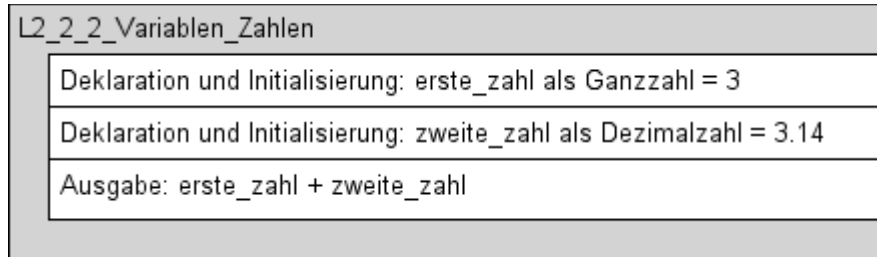 L2_2_2_Variablen_Zahlen
Deklaration und Initialisierung: erste_zahl als Ganzzahl = 3
Deklaration und Initialisierung: zweite_zahl als Dezimalzahl = 3.14
Ausgabe: erste_zahl + zweite_zahl